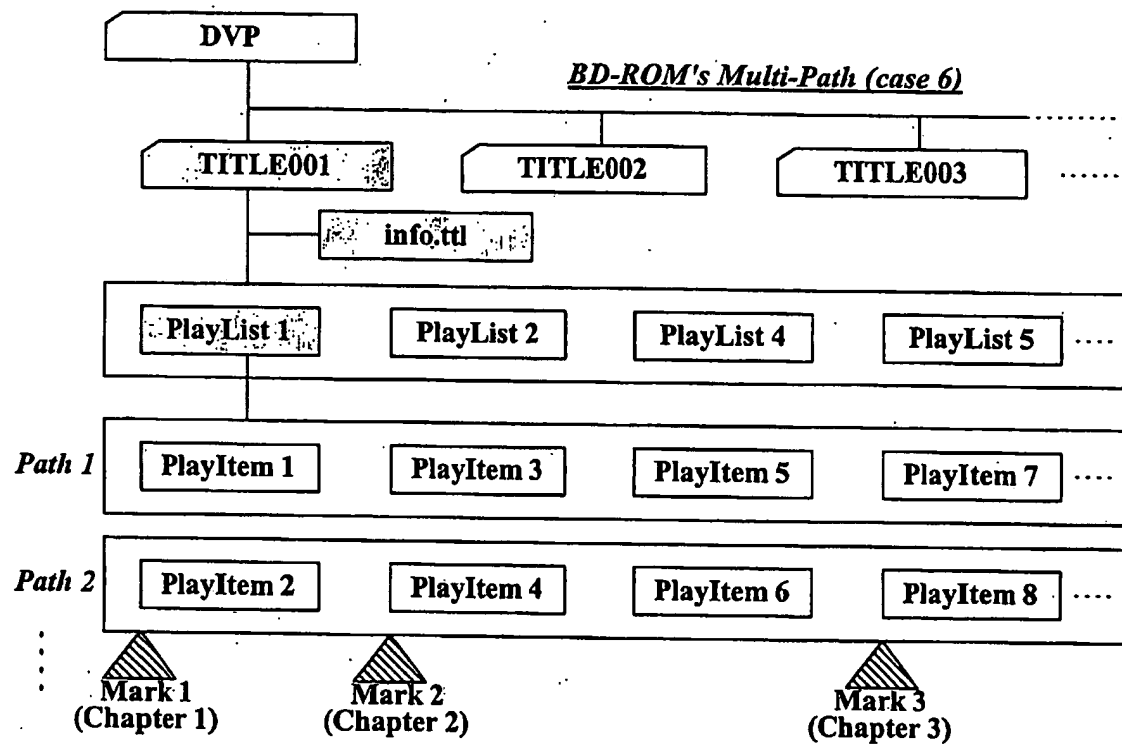 DVP
BD-ROM's Multi-Path (case 6)
TITLE001
TITLE002
TITLE003
info.ttl
PlayList 1
PlayList 2
PlayList 4
PlayList 5
Path 1
PlayItem 1
PlayItem 3
PlayItem 5
PlayItem 7
Path 2
PlayItem 2
PlayItem 4
PlayItem 6
PlayItem 8
Mark 1
(Chapter 1)
Mark 2
(Chapter 2)
Mark 3
(Chapter 3)